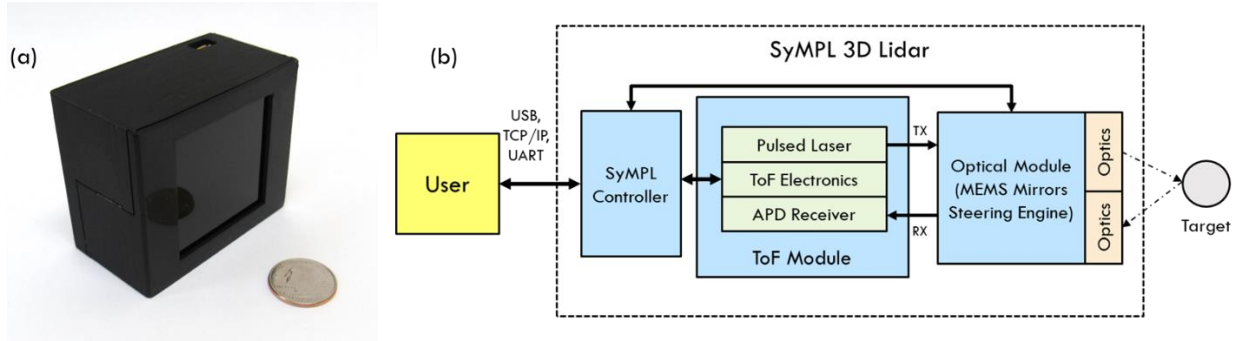 (a)
(b)
SyMPL 3D Lidar
USB,
TCP/IP,
UART
User
SyMPL
Controller
Pulsed Laser
ToF Electronics
APD Receiver
ToF Module
TX
RX
Optical Module
(MEMS Mirrors
Steering Engine)
Optics
Optics
Target